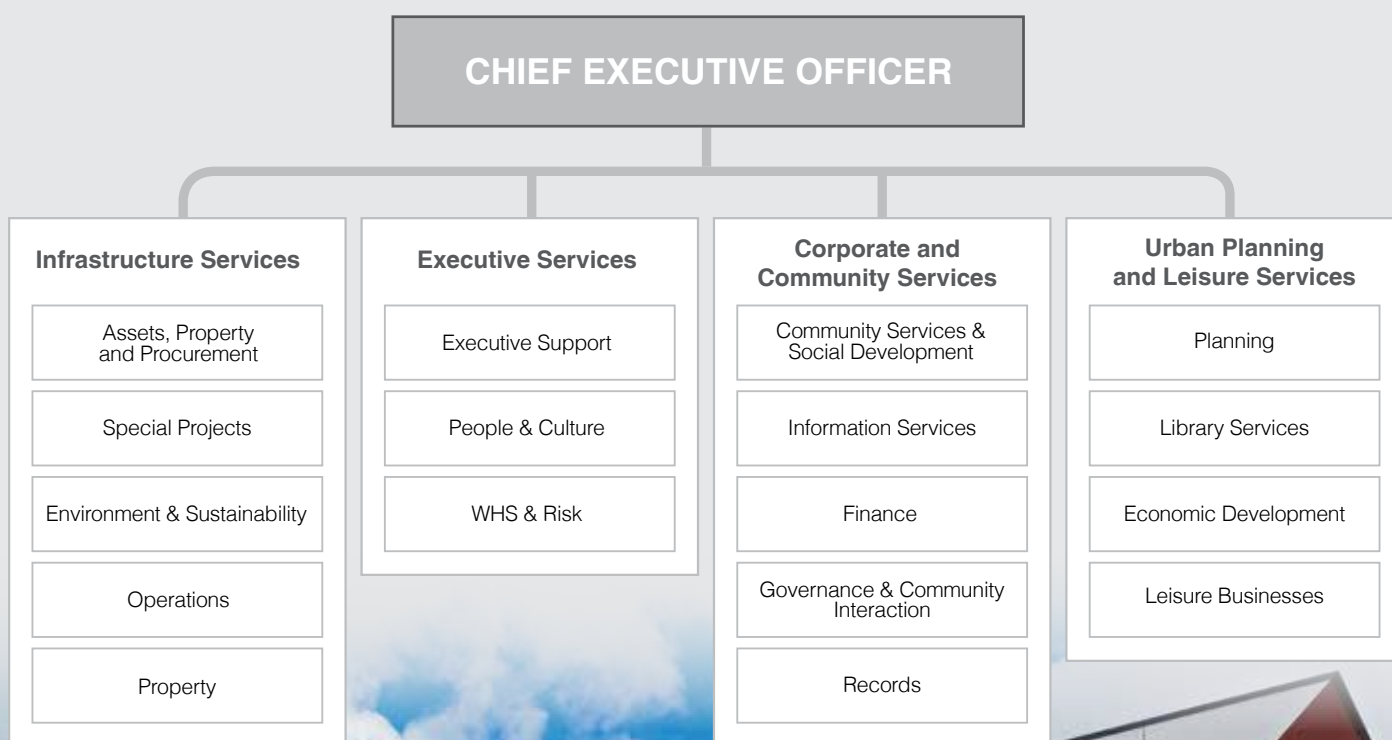 CHIEF EXECUTIVE OFFICER
Infrastructure Services
Assets, Property
and Procurement
Special Projects
Environment & Sustainability
Operations
Property
Executive Services
Executive Support
People & Culture
WHS & Risk
Corporate and
Community Services
Community Services &
Social Development
Information Services
Finance
Governance & Community
Interaction
Records
Urban Planning
and Leisure Services
Planning
Library Services
Economic Development
Leisure Businesses